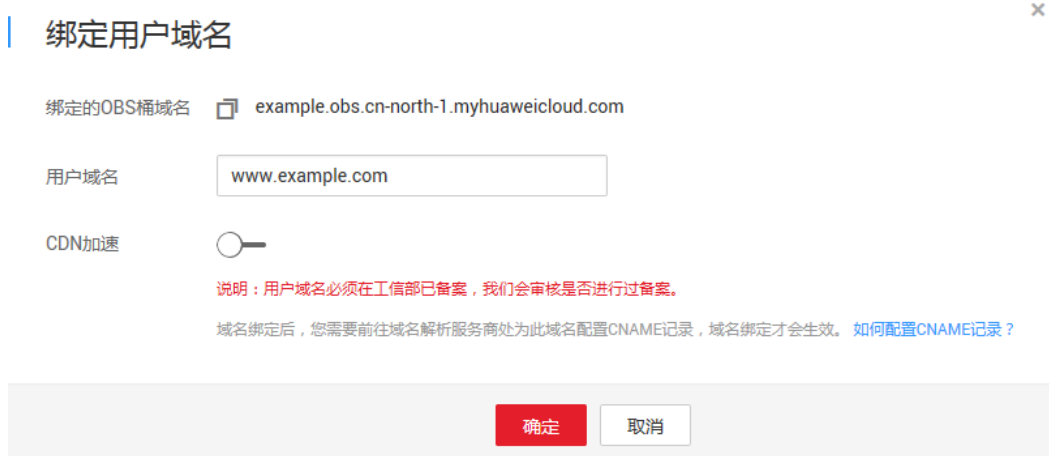 绑定用户域名
绑定的OBS桶域名 example.obs.cn-north-1.myhuaweicloud.com
用户域名 www.example.com
CDN加速
说明：用户域名必须在工信部已备案，我们会审核是否进行过备案。
域名绑定后，您需要前往域名解析服务商处为此域名配置CNAME记录，域名绑定才会生效。 如何配置CNAME记录？
确定 取消